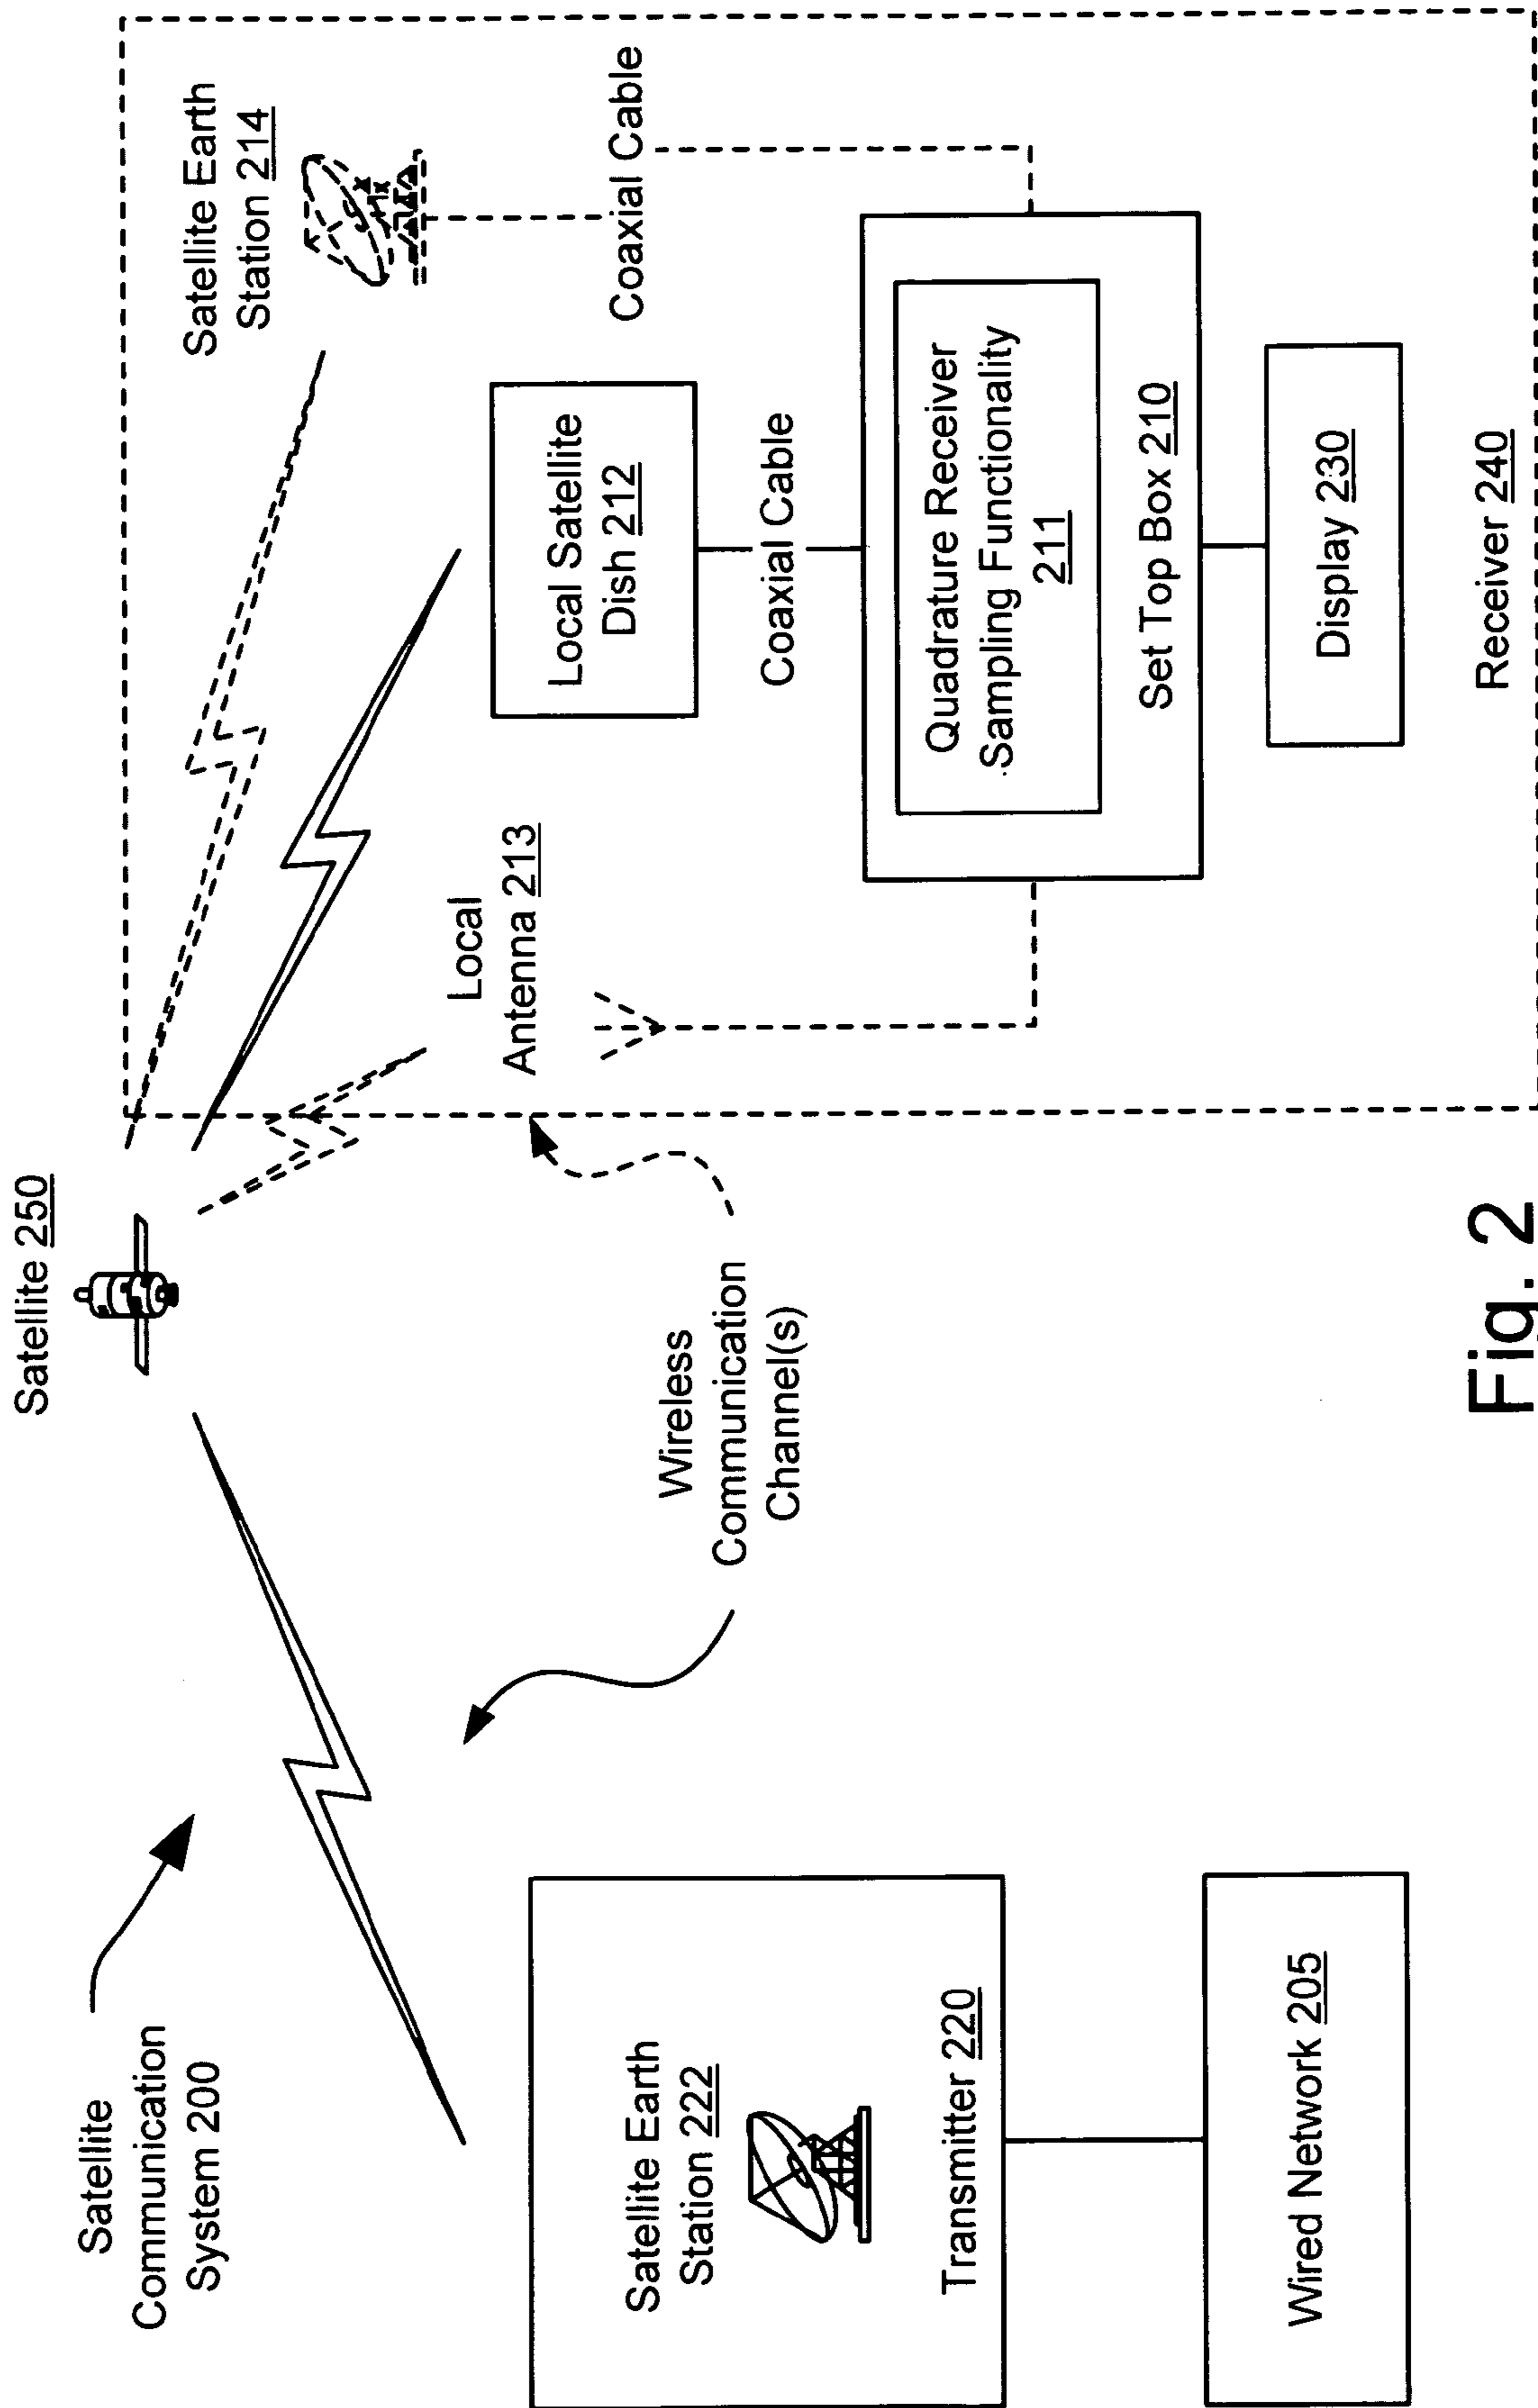 Satellite
Communication
System 200
Satellite 250
Satellite Earth
Station 214
Coaxial Cable
Local
Antenna 213
Local Satellite
Dish 212
Coaxial Cable
Wireless
Communication
Channel(s)
Satellite Earth
Station 222
Transmitter 220
Wired Network 205
Quadrature Receiver
Sampling Functionality
211
Set Top Box 210
Display 230
Receiver 240
Fig. 2